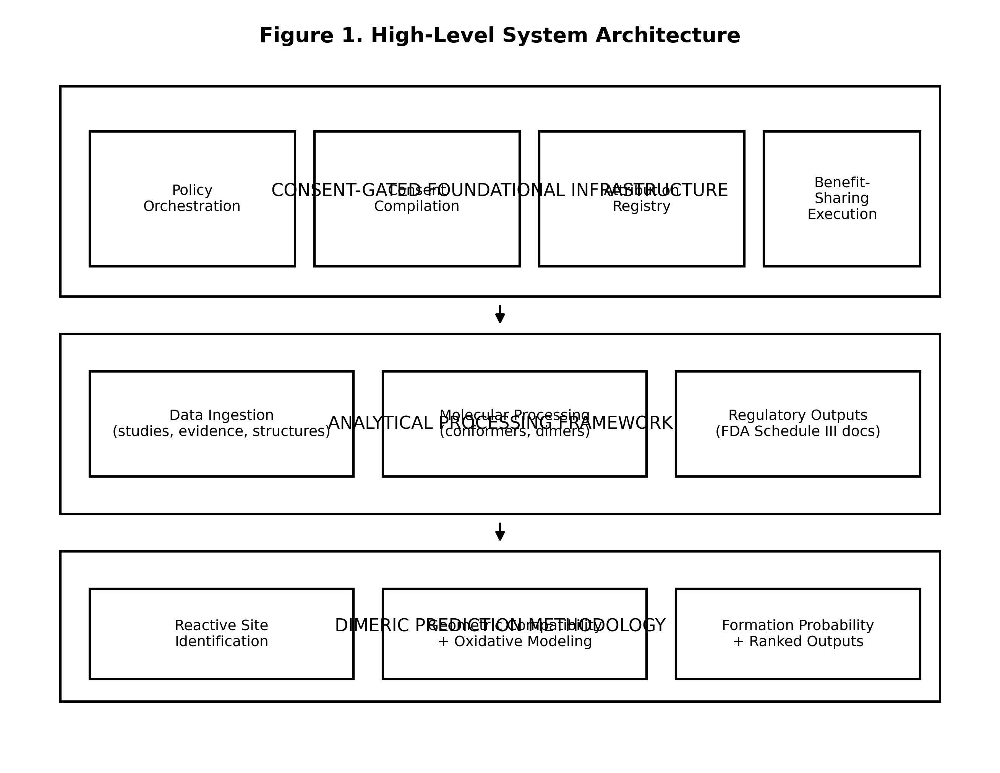 Figure 1. High-Level System Architecture
CONSENT-GATED FOUNDATIONAL INFRASTRUCTURE
Policy
Orchestration
Consent
Compilation
Attribution
Registry
Benefit-
Sharing
Execution
ANALYTICAL PROCESSING FRAMEWORK
Data Ingestion
(studies, evidence, structures)
Molecular Processing
(conformers, dimers)
Regulatory Outputs
(FDA Schedule III docs)
DIMERIC PREDICTION METHODOLOGY
Reactive Site
Identification
Geometric Compatibility
+ Oxidative Modeling
Formation Probability
+ Ranked Outputs